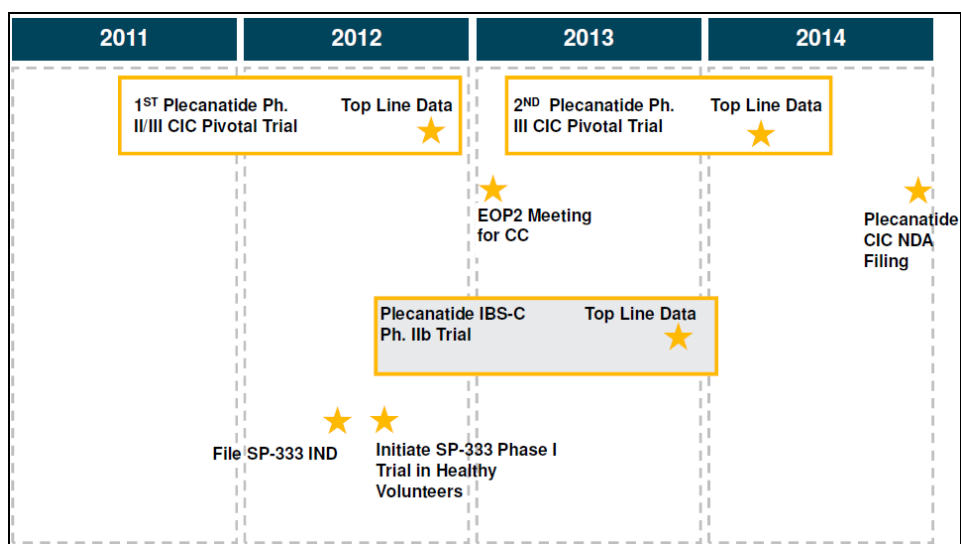 2011 2012 2013 2014
1ST Plecanatide Ph. Top Line Data
II/III CIC Pivotal Trial
2ND Plecanatide Ph. Top Line Data
III CIC Pivotal Trial
EOP2 Meeting
for CC
Plecanatide
CIC NDA
Filing
Plecanatide IBS-C Top Line Data
Ph. IIb Trial
File SP-333 IND
Initiate SP-333 Phase I
Trial in Healthy
Volunteers